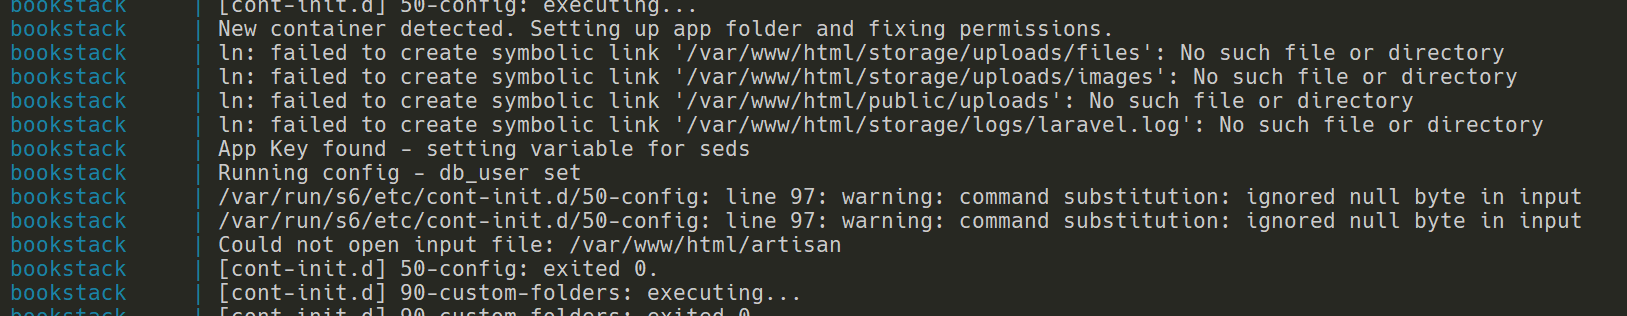 bookstack | [cont-init.d] 50-config: executing...
bookstack | New container detected. Setting up app folder and fixing permissions.
bookstack | ln: failed to create symbolic link '/var/www/html/storage/uploads/files': No such file or directory
bookstack | ln: failed to create symbolic link '/var/www/html/storage/uploads/images': No such file or directory
bookstack | ln: failed to create symbolic link '/var/www/html/public/uploads': No such file or directory
bookstack | ln: failed to create symbolic link '/var/www/html/storage/logs/laravel.log': No such file or directory
bookstack | App Key found - setting variable for seds
bookstack | Running config - db_user set
bookstack | /var/run/s6/etc/cont-init.d/50-config: line 97: warning: command substitution: ignored null byte in input
bookstack | /var/run/s6/etc/cont-init.d/50-config: line 97: warning: command substitution: ignored null byte in input
bookstack | Could not open input file: /var/www/html/artisan
bookstack | [cont-init.d] 50-config: exited 0.
bookstack | [cont-init.d] 90-custom-folders: executing...
bookstack | [cont-init.d] 90-custom-folders: exited 0.